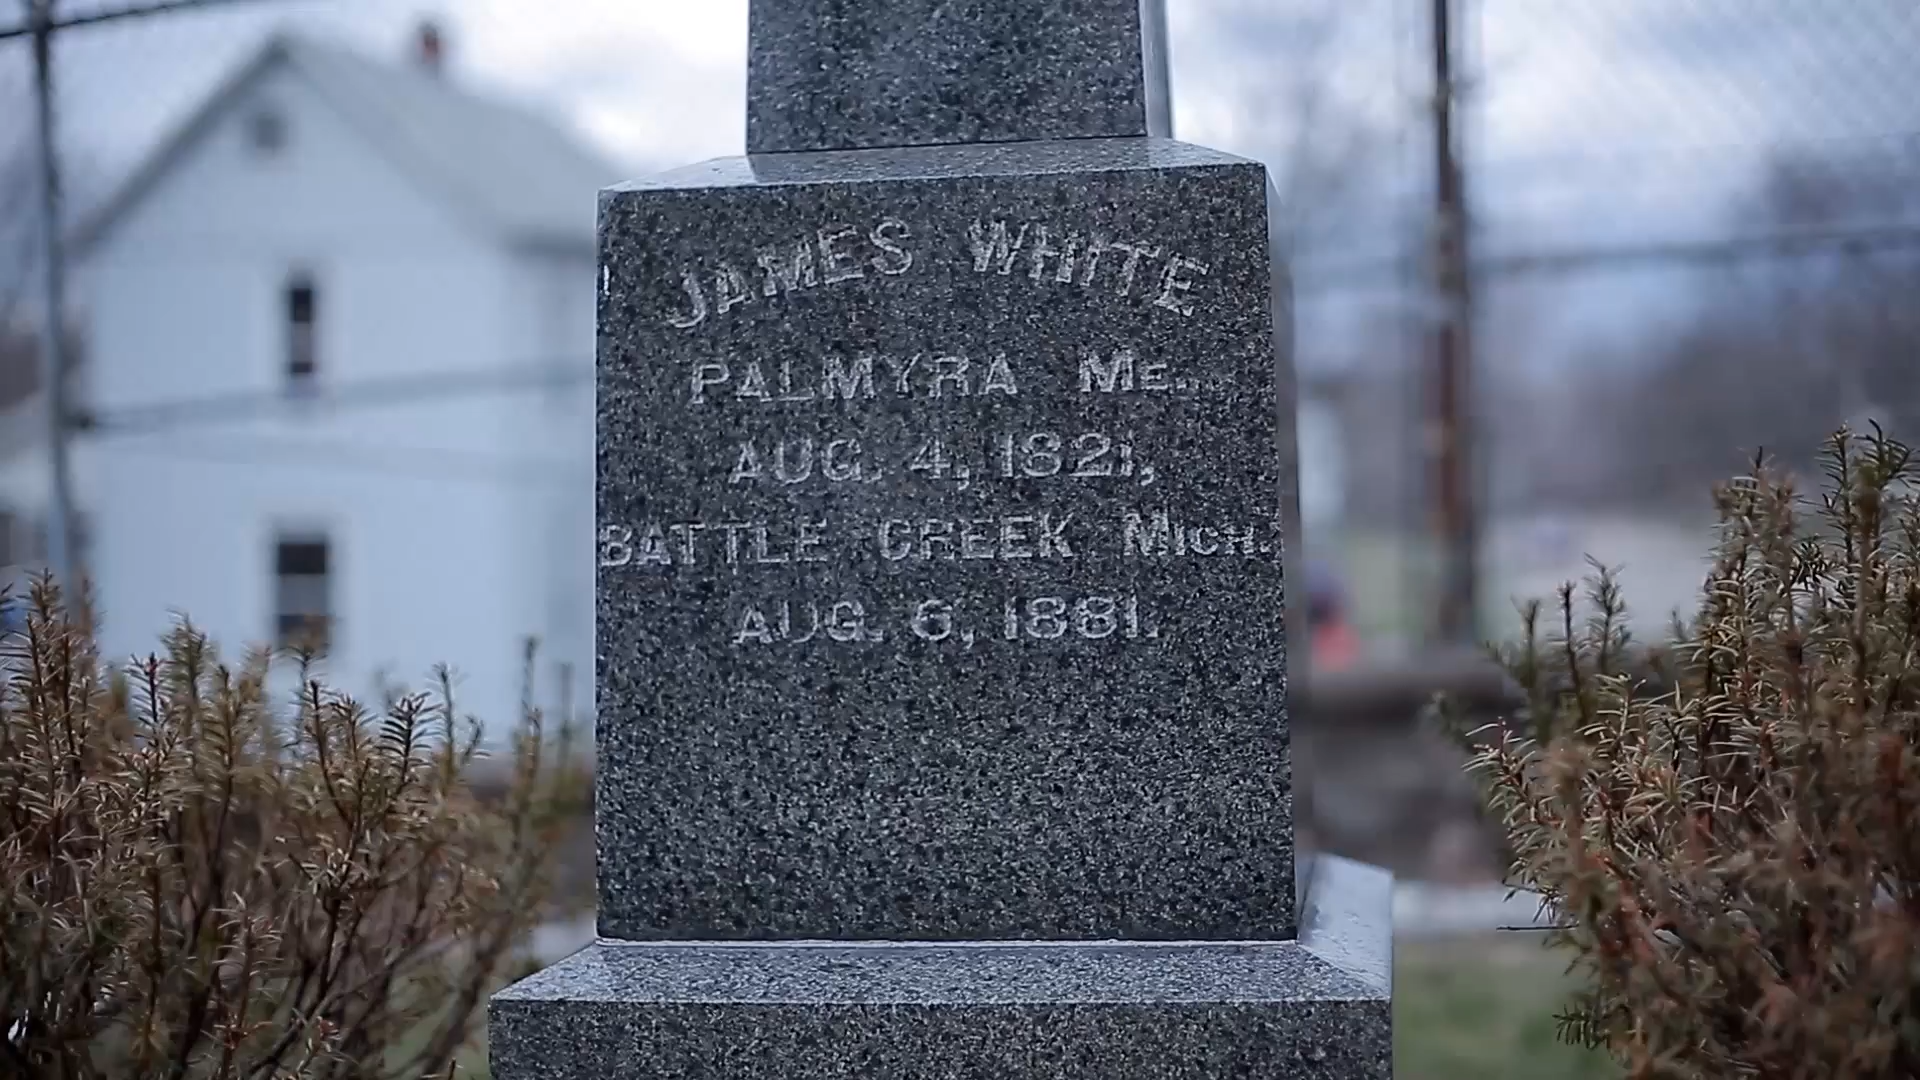 JAMES WHITE
PALMYRA ME.
AUG. 4, 1821,
BATTLE CREEK MICH.
AUG. 6, 1881.